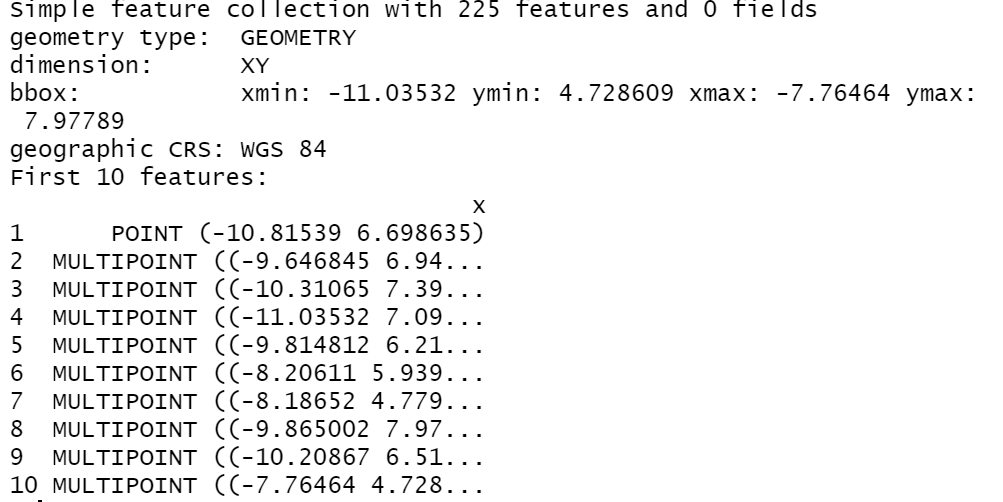 Simple feature collection with 225 features and 0 fields
geometry type:  GEOMETRY
dimension:      XY
bbox:           xmin: -11.03532 ymin: 4.728609 xmax: -7.76464 ymax:
 7.97789
geographic CRS: WGS 84
First 10 features:
                                x
1      POINT (-10.81539 6.698635)
2  MULTIPOINT ((-9.646845 6.94...
3  MULTIPOINT ((-10.31065 7.39...
4  MULTIPOINT ((-11.03532 7.09...
5  MULTIPOINT ((-9.814812 6.21...
6  MULTIPOINT ((-8.20611 5.939...
7  MULTIPOINT ((-8.18652 4.779...
8  MULTIPOINT ((-9.865002 7.97...
9  MULTIPOINT ((-10.20867 6.51...
10 MULTIPOINT ((-7.76464 4.728...